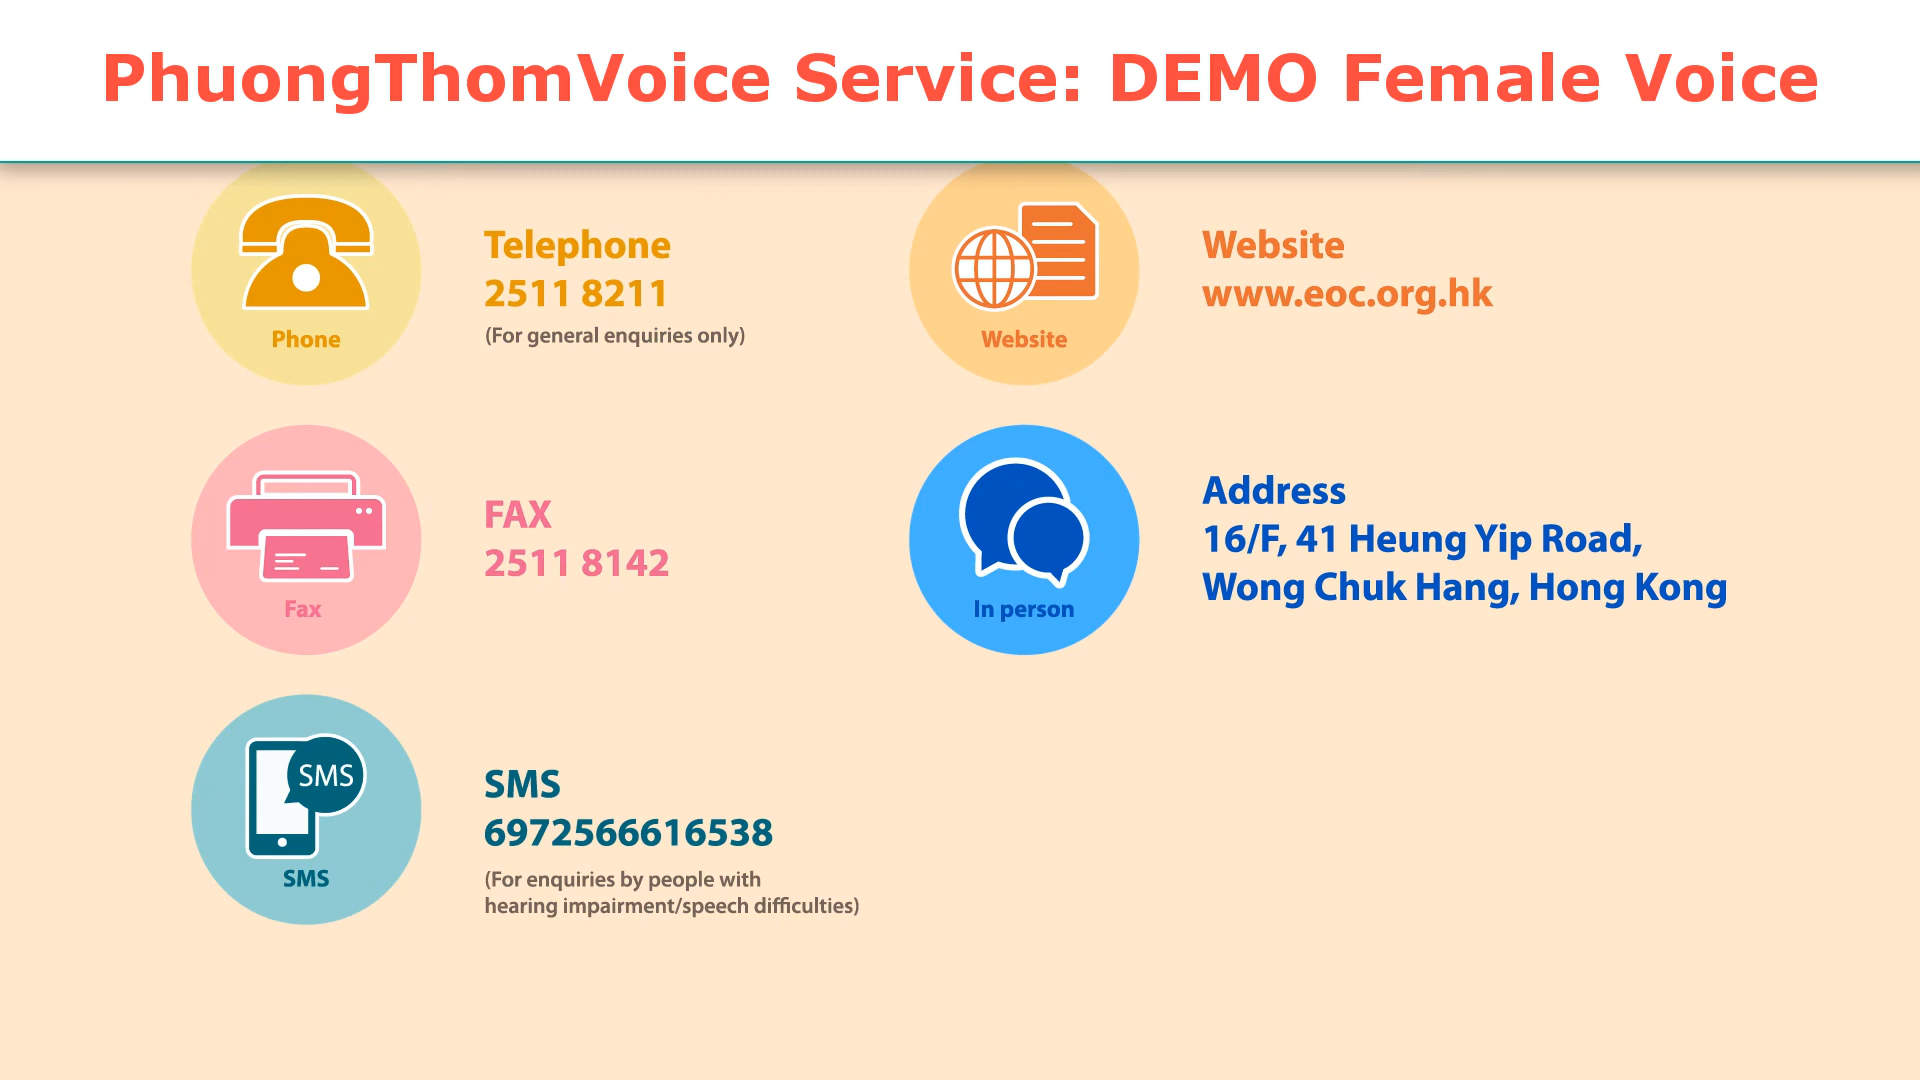 PhuongThomVoice Service: DEMO Female Voice
Phone
Telephone
2511 8211
(For general enquiries only)
Website
Website
www.eoc.org.hk
Fax
FAX
2511 8142
In person
Address
16/F, 41 Heung Yip Road,
Wong Chuk Hang, Hong Kong
SMS
SMS
SMS
6972566616538
(For enquiries by people with
hearing impairment/speech difficulties)